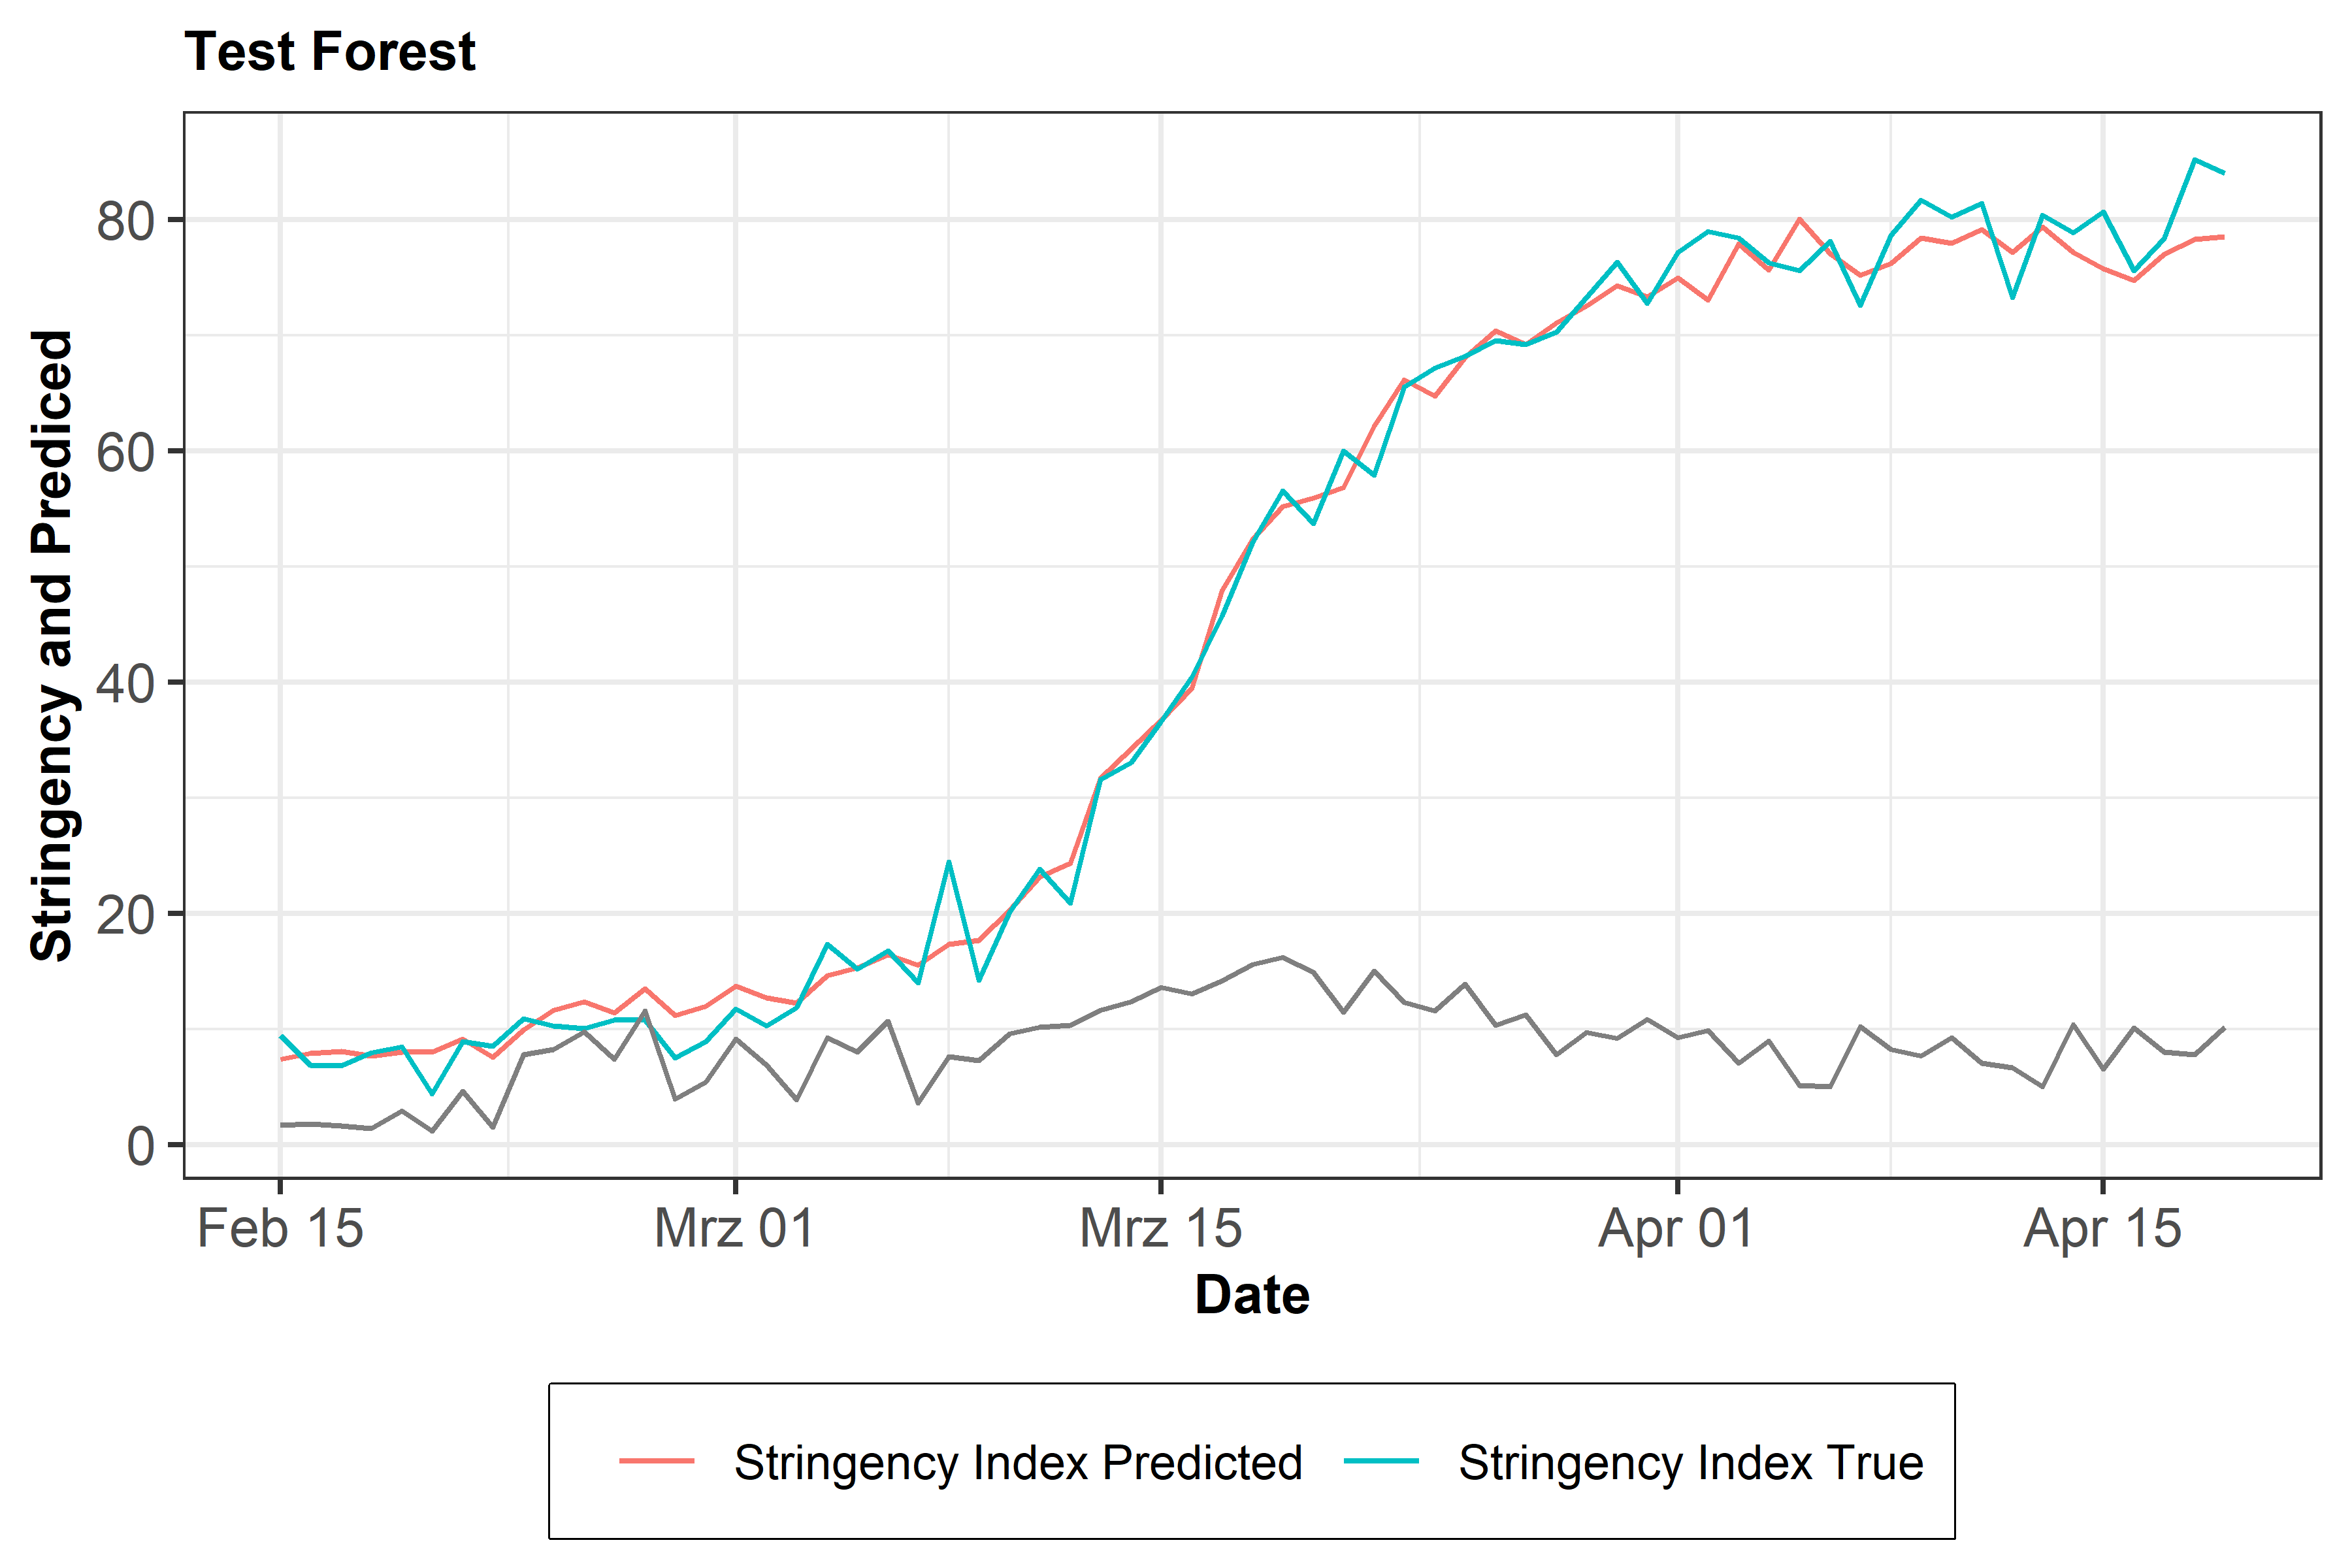 Test Forest
Stringency and Prediced
80
60
40
20
0
Feb 15
Mrz 01
Mrz 15
Apr 01
Apr 15
Date
Stringency Index Predicted
Stringency Index True